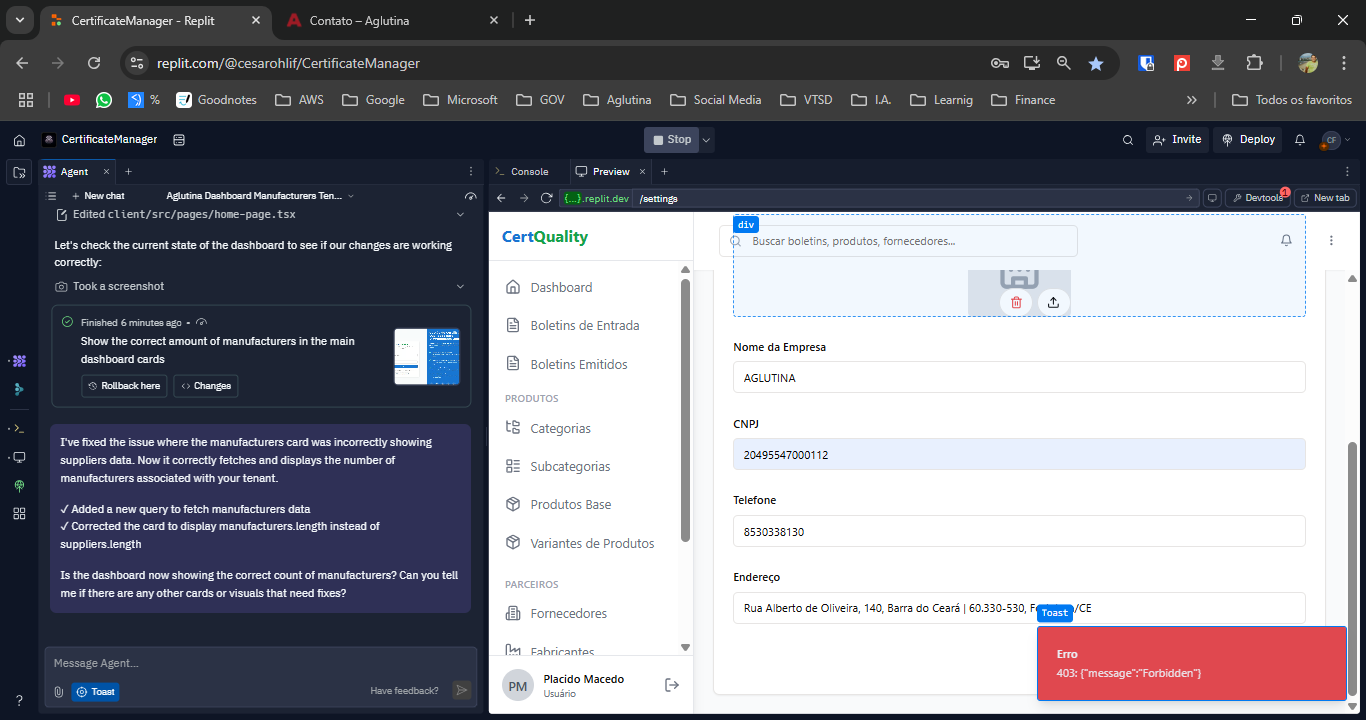 CertificateManager - Replit
Contato – Aglutina
replit.com/@cesarohlif/CertificateManager
%
Goodnotes
AWS
Google
Microsoft
GOV
Aglutina
Social Media
VTSD
I.A.
Learnig
Finance
Todos os favoritos
CertificateManager
Stop
Invite
Deploy
CF
Agent
Console
Preview
New chat
Aglutina Dashboard Manufacturers Ten...
{...}.replit.dev
/settings
Devtools
1
New tab
Edited client/src/pages/home-page.tsx
Let's check the current state of the dashboard to see if our changes are working
correctly:
Took a screenshot
Finished 6 minutes ago •
Show the correct amount of manufacturers in the main
dashboard cards
Rollback here
Changes
I've fixed the issue where the manufacturers card was incorrectly showing
suppliers data. Now it correctly fetches and displays the number of
manufacturers associated with your tenant.
✓ Added a new query to fetch manufacturers data
✓ Corrected the card to display manufacturers.length instead of
suppliers.length
Is the dashboard now showing the correct count of manufacturers? Can you tell
me if there are any other cards or visuals that need fixes?
Message Agent...
Toast
Have feedback?
CertQuality
Dashboard
Boletins de Entrada
Boletins Emitidos
PRODUTOS
Categorias
Subcategorias
Produtos Base
Variantes de Produtos
PARCEIROS
Fornecedores
Fabricantes
PM
Placido Macedo
Usuário
div
Buscar boletins, produtos, fornecedores...
Nome da Empresa
AGLUTINA
CNPJ
20495547000112
Telefone
8530338130
Endereço
Rua Alberto de Oliveira, 140, Barra do Ceará | 60.330-530, /CE
Toast
Erro
403: {"message":"Forbidden"}